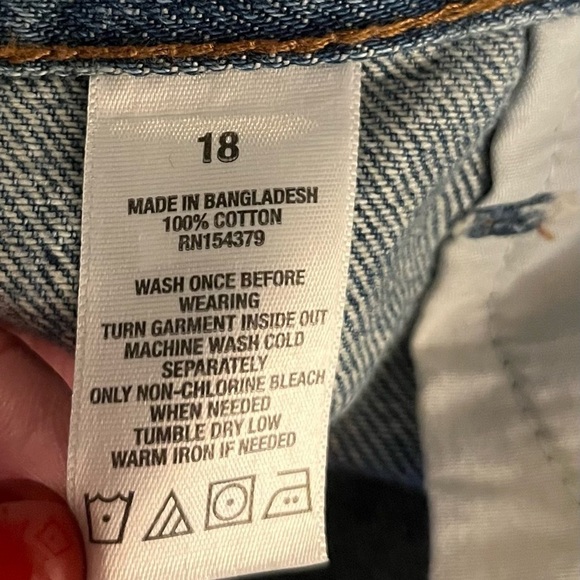 18
MADE IN BANGLADESH
100% COTTON
RN154379
WASH ONCE BEFORE
WEARING
TURN GARMENT INSIDE OUT
MACHINE WASH COLD
SEPARATELY
ONLY NON-CHLORINE BLEACH
WHEN NEEDED
TUMBLE DRY LOW
WARM IRON IF NEEDED